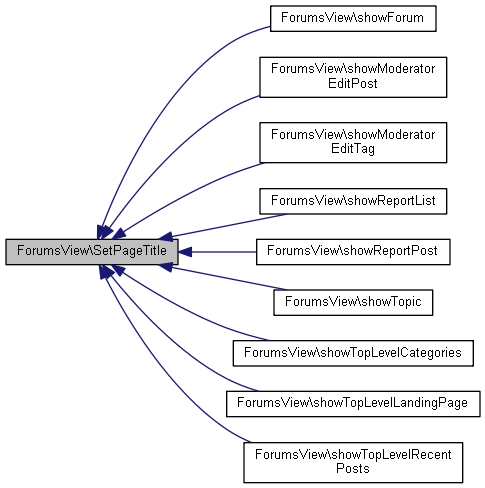 ForumsView\showForum
ForumsView\showModerator
EditPost
ForumsView\showModerator
EditTag
ForumsView\showReportList
ForumsView\SetPageTitle
ForumsView\showReportPost
ForumsView\showTopic
ForumsView\showTopLevelCategories
ForumsView\showTopLevelLandingPage
ForumsView\showTopLevelRecent
Posts